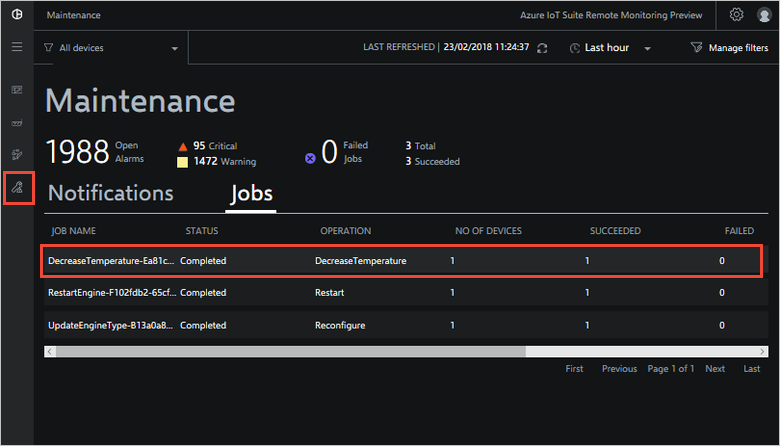 Maintenance
Azure IoT Suite Remote Monitoring Preview
All devices
LAST REFRESHED | 23/02/2018 11:24:37
Last hour
Manage filters
Maintenance
1988 Open Alarms
95 Critical
1472 Warning
0 Failed Jobs
3 Total
3 Succeeded
Notifications Jobs
JOB NAME STATUS OPERATION NO OF DEVICES SUCCEEDED FAILED
DecreaseTemperature-Ea81c... Completed DecreaseTemperature 1 1 0
RestartEngine-F102fdb2-65cf... Completed Restart 1 1 0
UpdateEngineType-B13a0a8... Completed Reconfigure 1 1 0
First Previous Page 1 of 1 Next Last